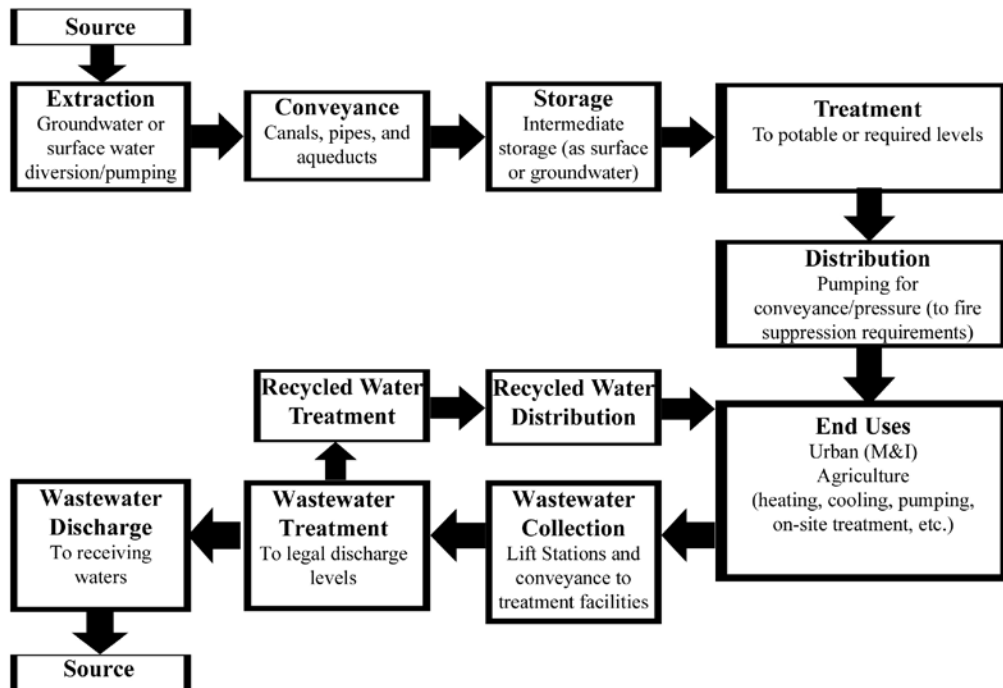 Source
Extraction
Groundwater or
surface water
diversion/pumping
Conveyance
Canals, pipes, and
aqueducts
Storage
Intermediate
storage (as surface
or groundwater)
Treatment
To potable or required levels
Distribution
Pumping for
conveyance/pressure (to fire
suppression requirements)
Recycled Water
Treatment
Recycled Water
Distribution
End Uses
Urban (M&I)
Agriculture
(heating, cooling, pumping,
on-site treatment, etc.)
Wastewater
Discharge
To receiving
waters
Wastewater
Treatment
To legal discharge
levels
Wastewater
Collection
Lift Stations and
conveyance to
treatment facilities
Source